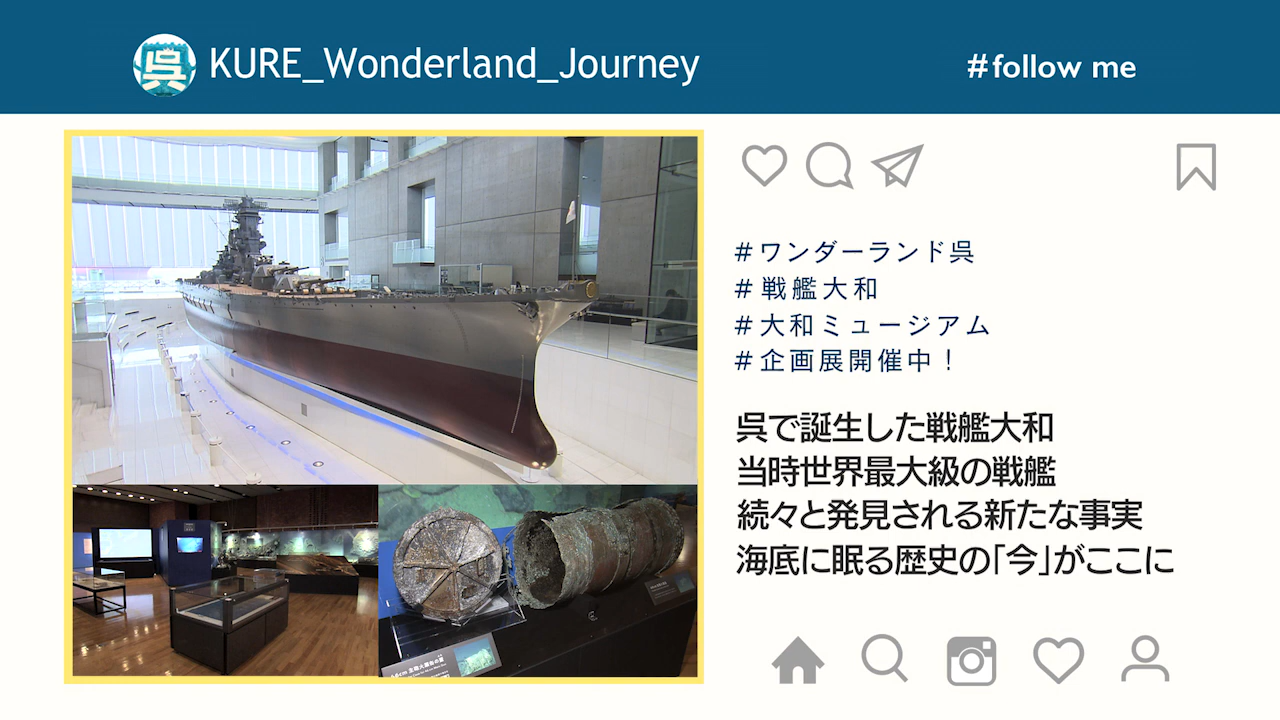 呉
KURE_Wonderland_Journey
#follow me
#ワンダーランド呉
#戦艦大和
#大和ミュージアム
#企画展開催中！
呉で誕生した戦艦大和
当時世界最大級の戦艦
続々と発見される新たな事実
海底に眠る歴史の「今」がここに